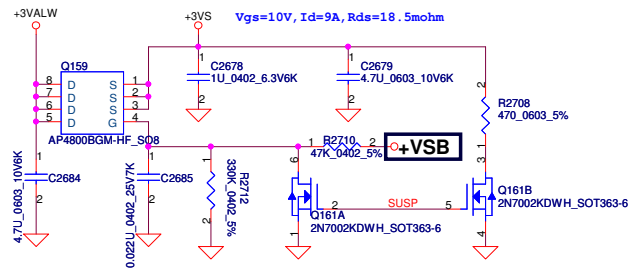 +3VALW
+3VS
Vgs=10V,Id=9A,Rds=18.5mohm
Q159
8 D S 1
7 D S 2
6 D S 3
5 D G 4
AP4800BGM-HF_SO8
1
C2678
1U_0402_6.3V6K
2
1
C2679
4.7U_0603_10V6K
2
2
R2708
470_0603_5%
1
1
C2684
2
4.7U_0603_10V6K
1
C2685
2
0.022U_0402_25V7K
1
R2712
330K_0402_5%
2
1 R2710 2
47K_0402_5%
+VSB
6
Q161A
2N7002KDWH_SOT363-6
2
1
SUSP
3
5
Q161B
2N7002KDWH_SOT363-6
4